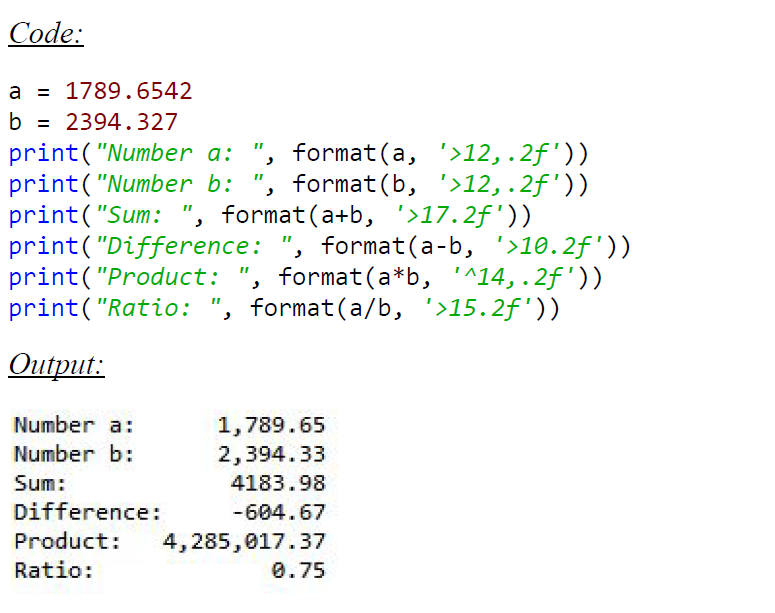 Code:
a = 1789.6542
b = 2394.327
print("Number a: ", format(a, '>12,.2f'))
print("Number b: ", format(b, '>12,.2f'))
print("Sum: ", format(a+b, '>17.2f'))
print("Difference: ", format(a-b, '>10.2f'))
print("Product: ", format(a*b, '^14,.2f'))
print("Ratio: ", format(a/b, '>15.2f'))
Output:
Number a:      1,789.65
Number b:      2,394.33
Sum:            4183.98
Difference:     -604.67
Product:   4,285,017.37
Ratio:             0.75